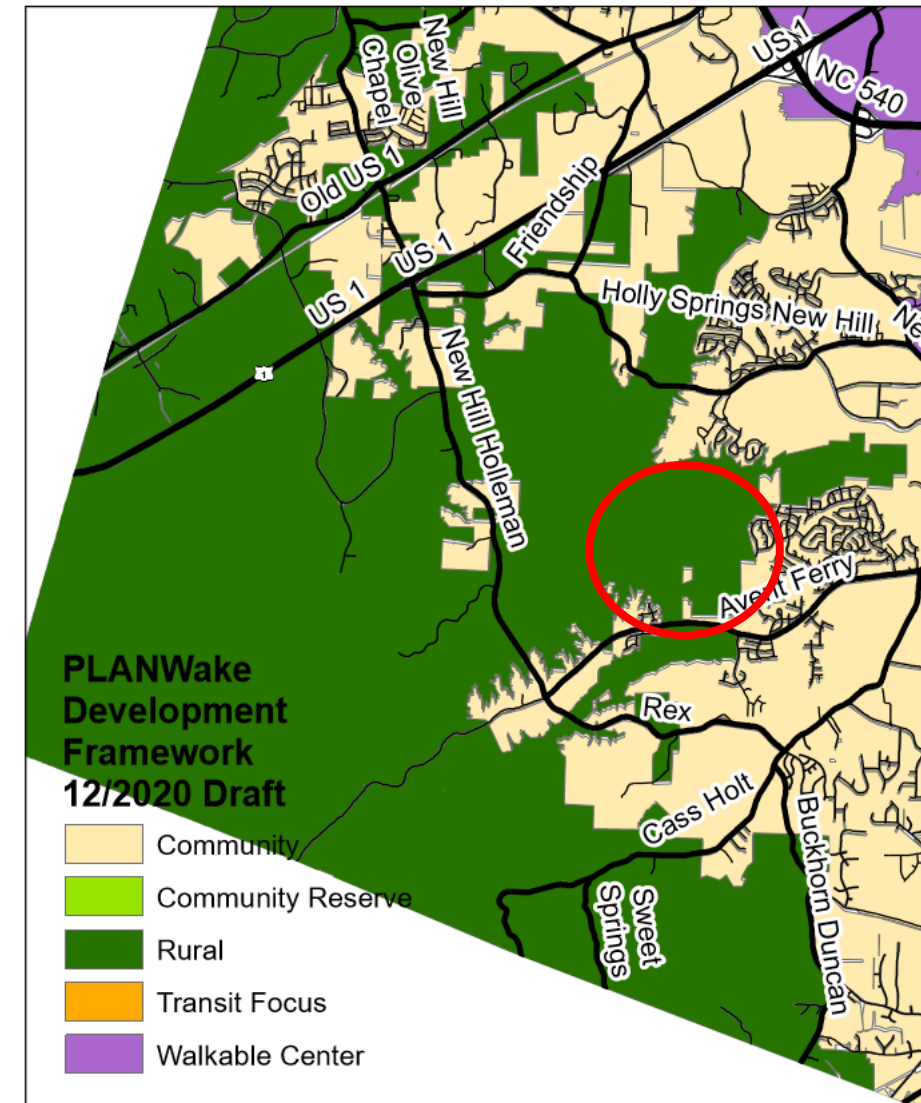 New Hill
Olive
Chapel
US 1
NC 540
Old US 1
Friendship
US 1
US 1
Holly Springs New Hill
Ne
1
New Hill Holleman
Avent Ferry
Rex
Cass Holt
Buckhorn Duncan
Sweet
Springs
PLANWake
Development
Framework
12/2020 Draft
Community
Community Reserve
Rural
Transit Focus
Walkable Center